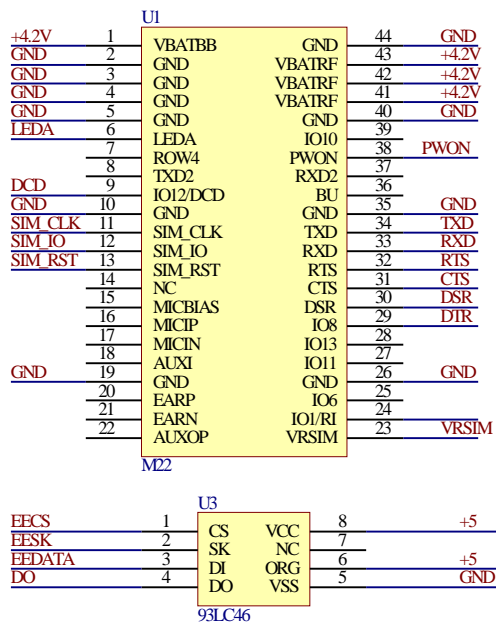 U1
+4.2V 1 VBATBB GND 44 GND
GND 2 GND VBATRF 43 +4.2V
GND 3 GND VBATRF 42 +4.2V
GND 4 GND VBATRF 41 +4.2V
GND 5 GND GND 40 GND
LEDA 6 LEDA IO10 39
7 ROW4 PWON 38 PWON
8 TXD2 RXD2 37
DCD 9 IO12/DCD BU 36
GND 10 GND GND 35 GND
SIM_CLK 11 SIM_CLK TXD 34 TXD
SIM_IO 12 SIM_IO RXD 33 RXD
SIM_RST 13 SIM_RST RTS 32 RTS
14 NC CTS 31 CTS
15 MICBIAS DSR 30 DSR
16 MICIP IO8 29 DTR
17 MICIN IO13 28
18 AUXI IO11 27
GND 19 GND GND 26 GND
20 EARP IO6 25
21 EARN IO1/RI 24
22 AUXOP VRSIM 23 VRSIM
M22
U3
EECS 1 CS VCC 8 +5
EESK 2 SK NC 7
EEDATA 3 DI ORG 6 +5
DO 4 DO VSS 5 GND
93LC46